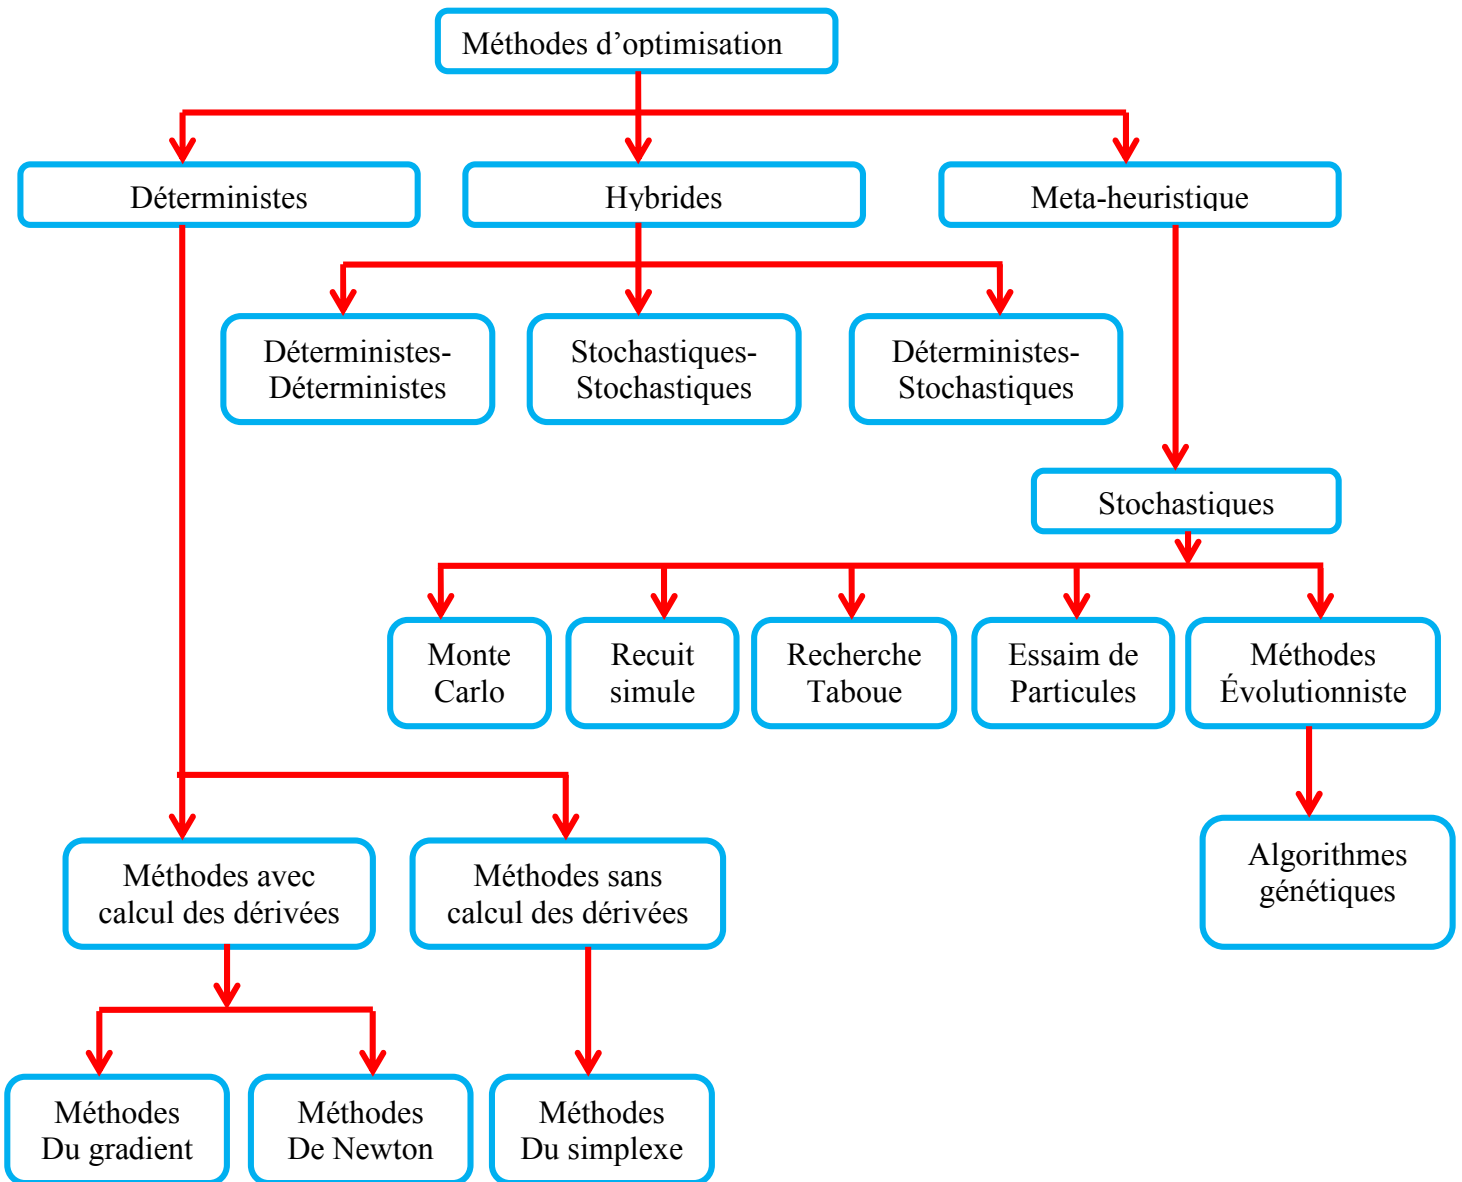 Méthodes d’optimisation
Déterministes
Hybrides
Meta-heuristique
Déterministes-
Déterministes
Stochastiques-
Stochastiques
Déterministes-
Stochastiques
Stochastiques
Monte
Carlo
Recuit
simule
Recherche
Taboue
Essaim de
Particules
Méthodes
Évolutionniste
Méthodes avec
calcul des dérivées
Méthodes sans
calcul des dérivées
Algorithmes
génétiques
Méthodes
Du gradient
Méthodes
De Newton
Méthodes
Du simplexe